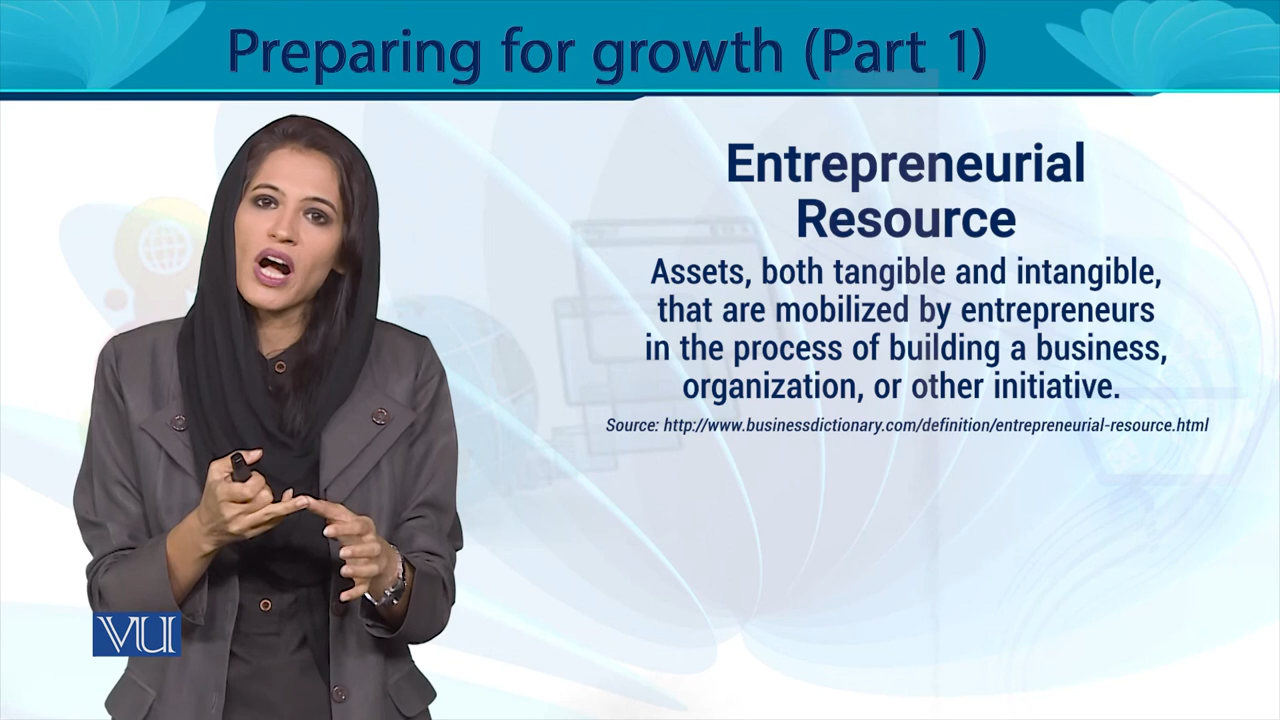 Preparing for growth (Part 1)
Entrepreneurial
Resource
Assets, both tangible and intangible,
that are mobilized by entrepreneurs
in the process of building a business,
organization, or other initiative.
Source: http://www.businessdictionary.com/definition/entrepreneurial-resource.html
VU